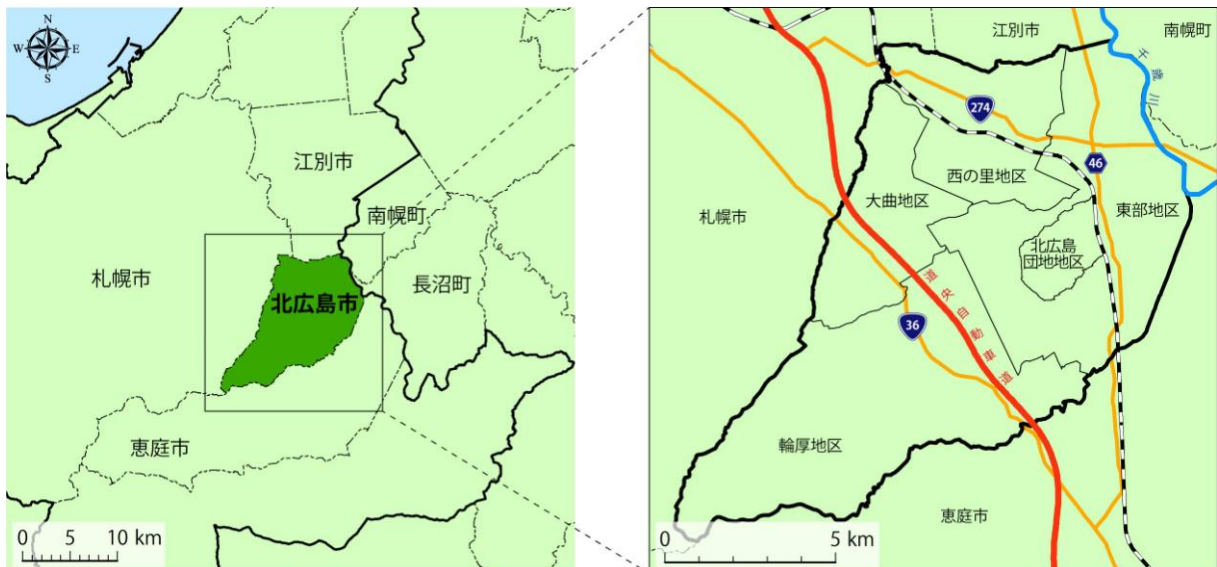 N
W E
S
江別市
南幌町
札幌市
北広島市
長沼町
恵庭市
0 5 10 km
江別市
南幌町
千歳川
274
46
西の里地区
大曲地区
東部地区
札幌市
北広島
団地地区
道央自動車道
36
輪厚地区
恵庭市
0 5 km